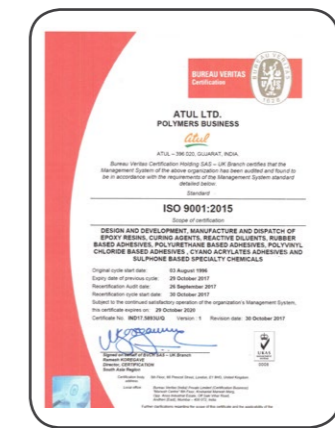 BUREAU VERITAS
Certification
ATUL LTD.
POLYMERS BUSINESS
atul
ATUL – 396 020, GUJARAT, INDIA.
Bureau Veritas Certification Holding SAS – UK Branch certifies that the
Management System of the above organization has been audited and found to
be in accordance with the requirements of the Management System standard
detailed below.
Standard
ISO 9001:2015
Scope of certification
DESIGN AND DEVELOPMENT, MANUFACTURE AND DISPATCH OF
EPOXY RESINS, CURING AGENTS, REACTIVE DILUENTS, RUBBER
BASED ADHESIVES, POLYURETHANE BASED ADHESIVES, POLYVINYL
CHLORIDE BASED ADHESIVES , CYANO ACRYLATES ADHESIVES AND
SULPHONE BASED SPECIALTY CHEMICALS
Original cycle start date: 03 August 1996
Expiry date of previous cycle: 29 October 2017
Recertification Audit date: 26 September 2017
Recertification cycle start date: 30 October 2017
Subject to the continued satisfactory operation of the organization's Management System,
this certificate expires on: 29 October 2020
Certificate No. Version : 1 Revision date: 30 October 2017
Signed on behalf of BVCH SAS – UK Branch
Ramesh KOREGAVE
Director, CERTIFICATION
South Asia Region
UKAS
0008